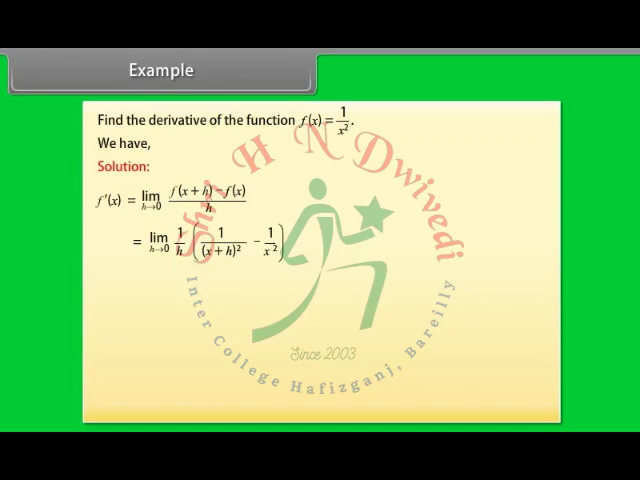 Example
Find the derivative of the function f(x) = 1/x².
We have,
Solution:
f'(x) = lim h→0 f(x + h) - f(x) / h
= lim h→0 1/h ( 1/(x + h)² - 1/x² )
Shri H N Dwivedi
Inter College Hafizganj, Bareilly
Since 2003